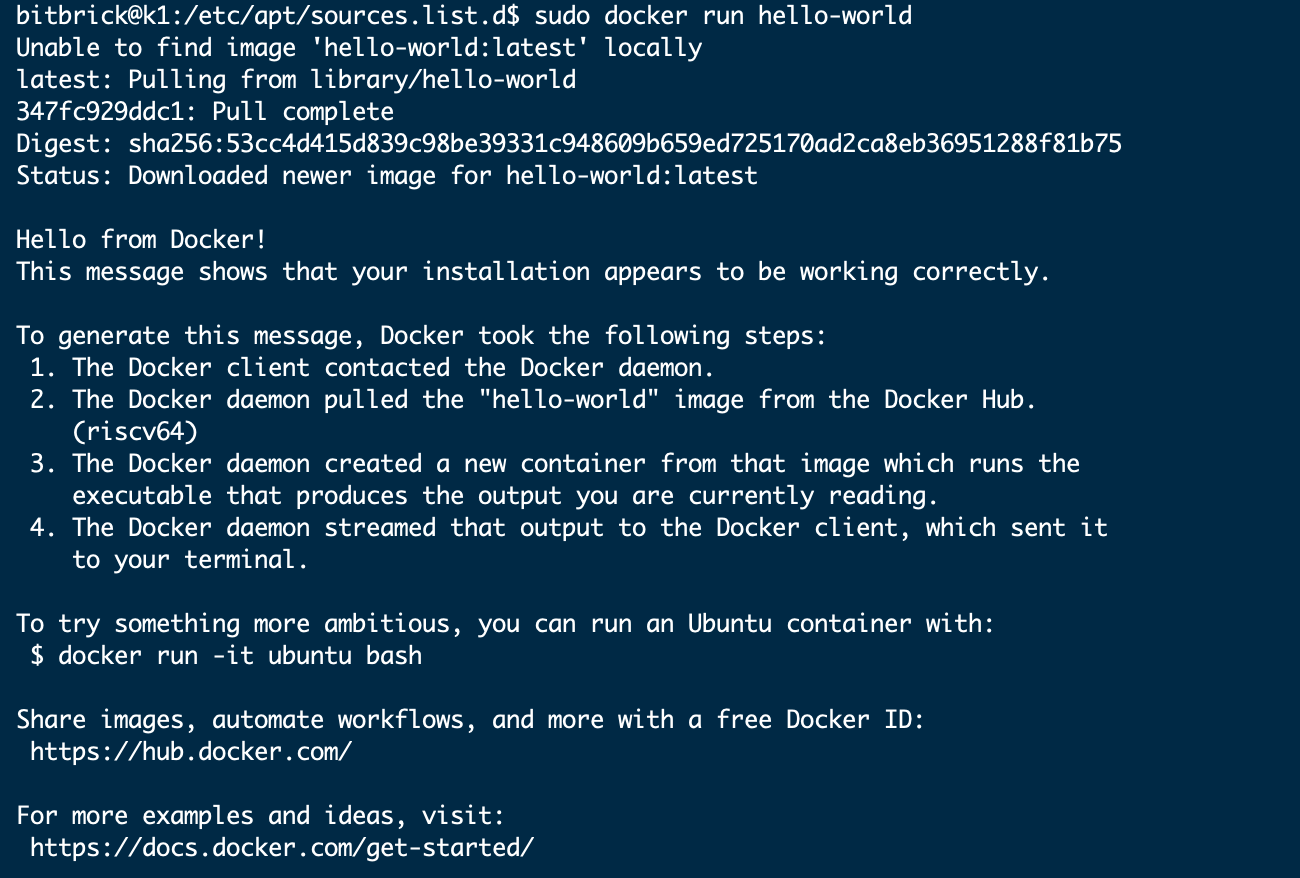 bitbrick@k1:/etc/apt/sources.list.d$ sudo docker run hello-world
Unable to find image 'hello-world:latest' locally
latest: Pulling from library/hello-world
347fc929ddc1: Pull complete
Digest: sha256:53cc4d415d839c98be39331c948609b659ed725170ad2ca8eb36951288f81b75
Status: Downloaded newer image for hello-world:latest

Hello from Docker!
This message shows that your installation appears to be working correctly.

To generate this message, Docker took the following steps:
 1. The Docker client contacted the Docker daemon.
 2. The Docker daemon pulled the "hello-world" image from the Docker Hub.
    (riscv64)
 3. The Docker daemon created a new container from that image which runs the
    executable that produces the output you are currently reading.
 4. The Docker daemon streamed that output to the Docker client, which sent it
    to your terminal.

To try something more ambitious, you can run an Ubuntu container with:
 $ docker run -it ubuntu bash

Share images, automate workflows, and more with a free Docker ID:
 https://hub.docker.com/

For more examples and ideas, visit:
 https://docs.docker.com/get-started/